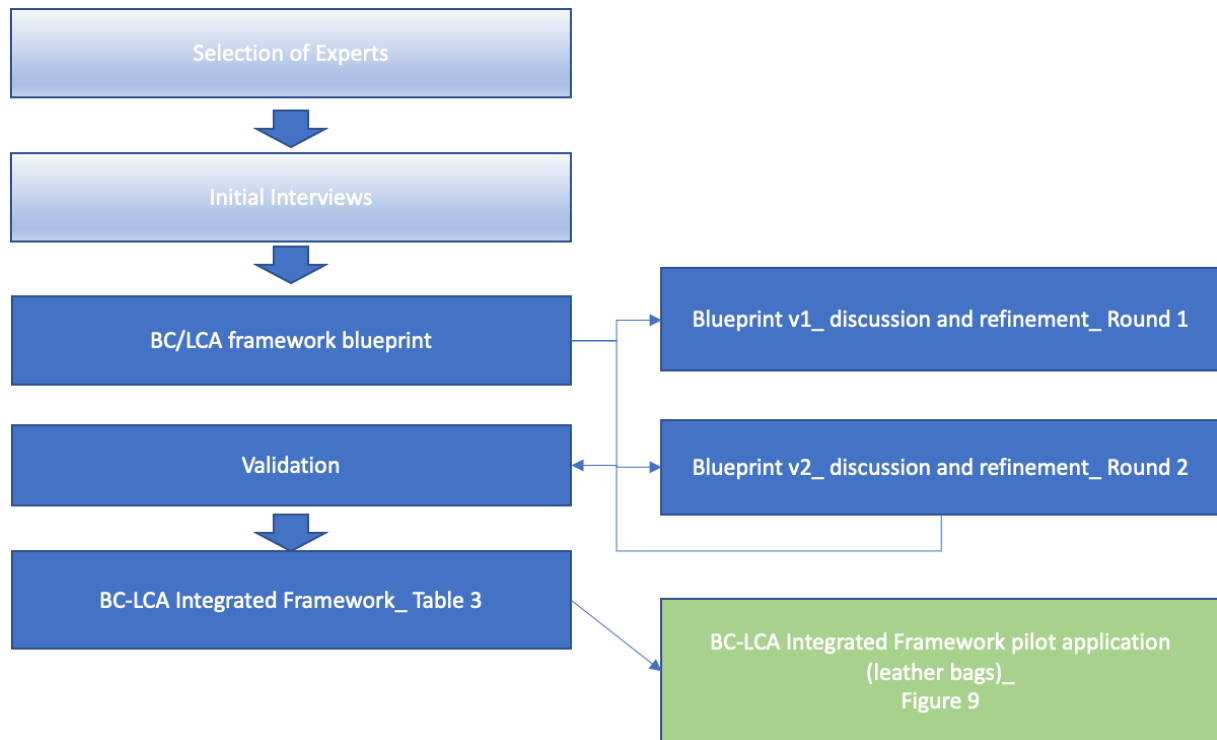 Selection of Experts
Initial Interviews
BC/LCA framework blueprint
Blueprint v1_ discussion and refinement_ Round 1
Validation
Blueprint v2_ discussion and refinement_ Round 2
BC-LCA Integrated Framework_ Table 3
BC-LCA Integrated Framework pilot application
(leather bags)_
Figure 9